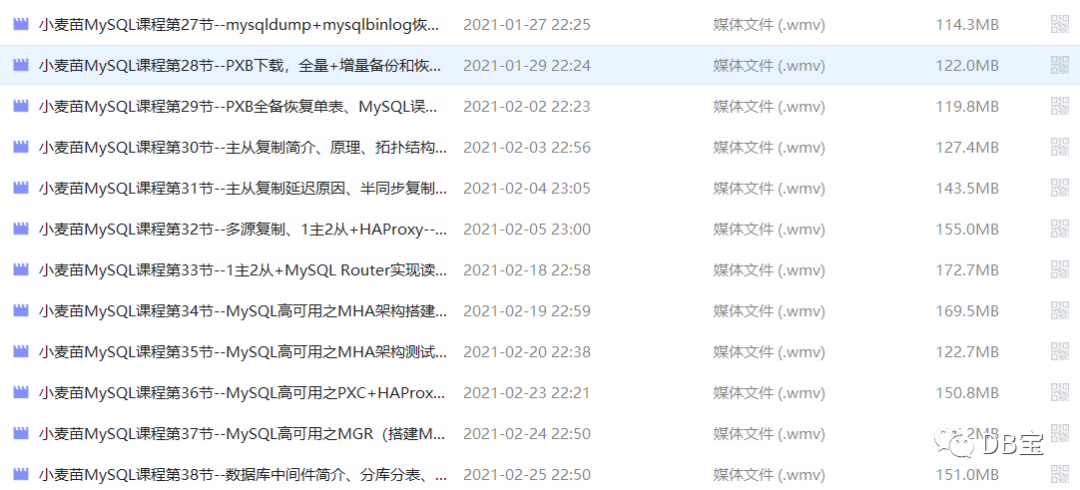 小麦苗MySQL课程第27节--mysqldump+mysqlbinlog恢... 2021-01-27 22:25 媒体文件 (.wmv) 114.3MB
小麦苗MySQL课程第28节--PXB下载，全量+增量备份和恢... 2021-01-29 22:24 媒体文件 (.wmv) 122.0MB
小麦苗MySQL课程第29节--PXB全备恢复单表、MySQL误... 2021-02-02 22:23 媒体文件 (.wmv) 119.8MB
小麦苗MySQL课程第30节--主从复制简介、原理、拓扑结构... 2021-02-03 22:56 媒体文件 (.wmv) 127.4MB
小麦苗MySQL课程第31节--主从复制延迟原因、半同步复制... 2021-02-04 23:05 媒体文件 (.wmv) 143.5MB
小麦苗MySQL课程第32节--多源复制、1主2从+HAProxy--... 2021-02-05 23:00 媒体文件 (.wmv) 155.0MB
小麦苗MySQL课程第33节--1主2从+MySQL Router实现读... 2021-02-18 22:58 媒体文件 (.wmv) 172.7MB
小麦苗MySQL课程第34节--MySQL高可用之MHA架构搭建... 2021-02-19 22:59 媒体文件 (.wmv) 169.5MB
小麦苗MySQL课程第35节--MySQL高可用之MHA架构测试... 2021-02-20 22:38 媒体文件 (.wmv) 122.7MB
小麦苗MySQL课程第36节--MySQL高可用之PXC+HAProx... 2021-02-23 22:21 媒体文件 (.wmv) 150.8MB
小麦苗MySQL课程第37节--MySQL高可用之MGR（搭建M... 2021-02-24 22:50 媒体文件 (.wmv)
DB宝
小麦苗MySQL课程第38节--数据库中间件简介、分库分表、... 2021-02-25 22:50 媒体文件 (.wmv) 151.0MB